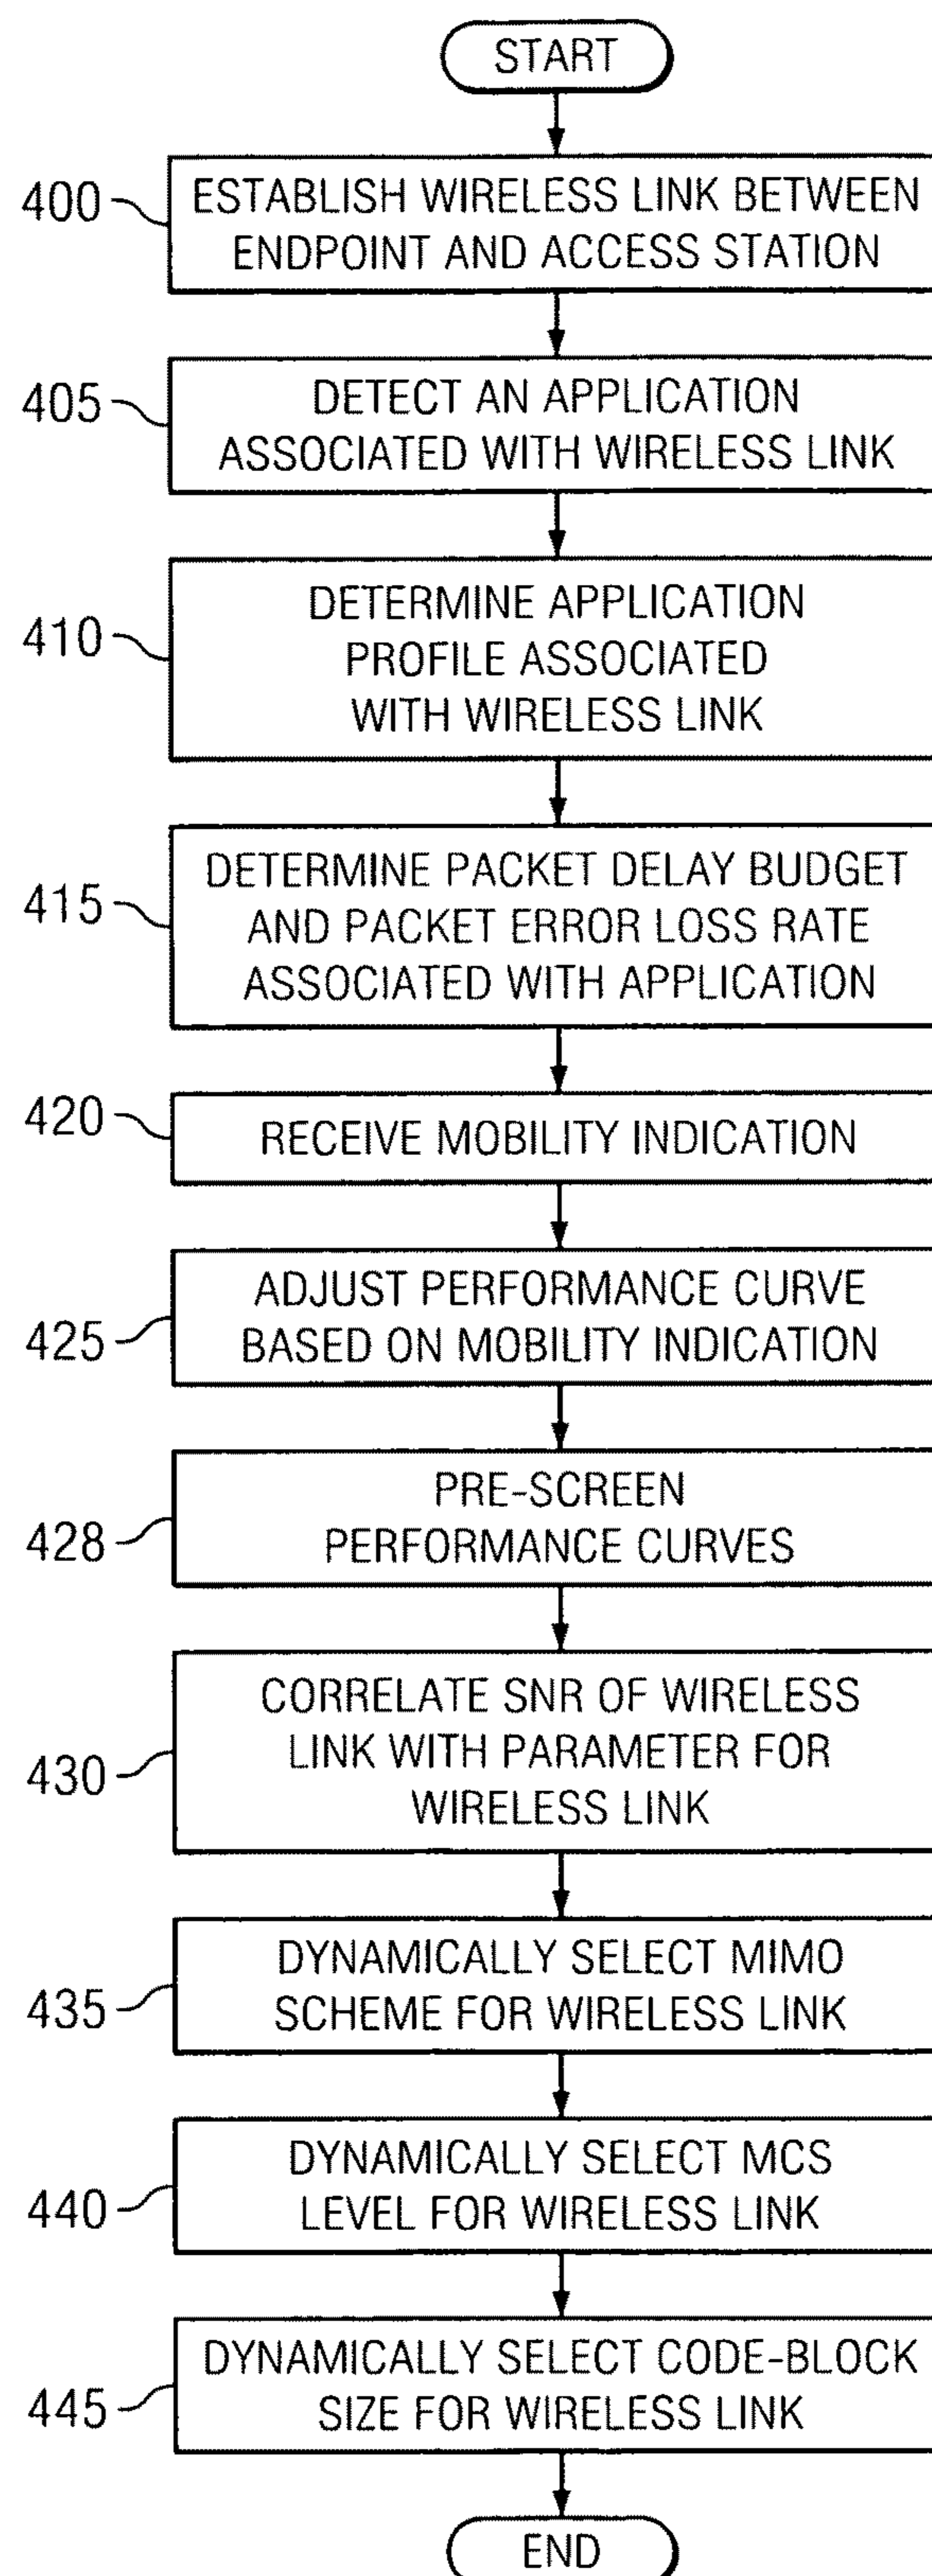 START
400
ESTABLISH WIRELESS LINK BETWEEN
ENDPOINT AND ACCESS STATION
405
DETECT AN APPLICATION
ASSOCIATED WITH WIRELESS LINK
410
DETERMINE APPLICATION
PROFILE ASSOCIATED
WITH WIRELESS LINK
415
DETERMINE PACKET DELAY BUDGET
AND PACKET ERROR LOSS RATE
ASSOCIATED WITH APPLICATION
420
RECEIVE MOBILITY INDICATION
425
ADJUST PERFORMANCE CURVE
BASED ON MOBILITY INDICATION
428
PRE-SCREEN
PERFORMANCE CURVES
430
CORRELATE SNR OF WIRELESS
LINK WITH PARAMETER FOR
WIRELESS LINK
435
DYNAMICALLY SELECT MIMO
SCHEME FOR WIRELESS LINK
440
DYNAMICALLY SELECT MCS
LEVEL FOR WIRELESS LINK
445
DYNAMICALLY SELECT CODE-BLOCK
SIZE FOR WIRELESS LINK
END